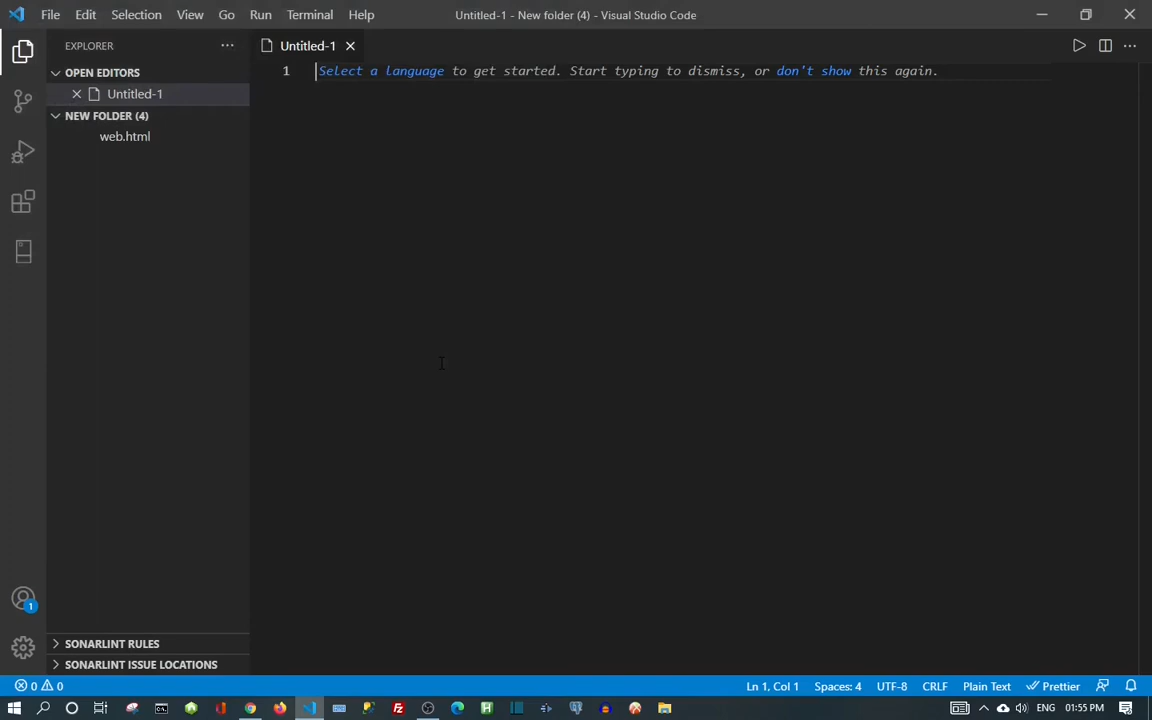 File Edit Selection View Go Run Terminal Help
Untitled-1 - New folder (4) - Visual Studio Code
EXPLORER
Untitled-1
OPEN EDITORS
Untitled-1
NEW FOLDER (4)
web.html
1 Select a language to get started. Start typing to dismiss, or don't show this again.
1
SONARLINT RULES
SONARLINT ISSUE LOCATIONS
0 0 Ln 1, Col 1 Spaces: 4 UTF-8 CRLF Plain Text Prettier
ENG 01:55 PM